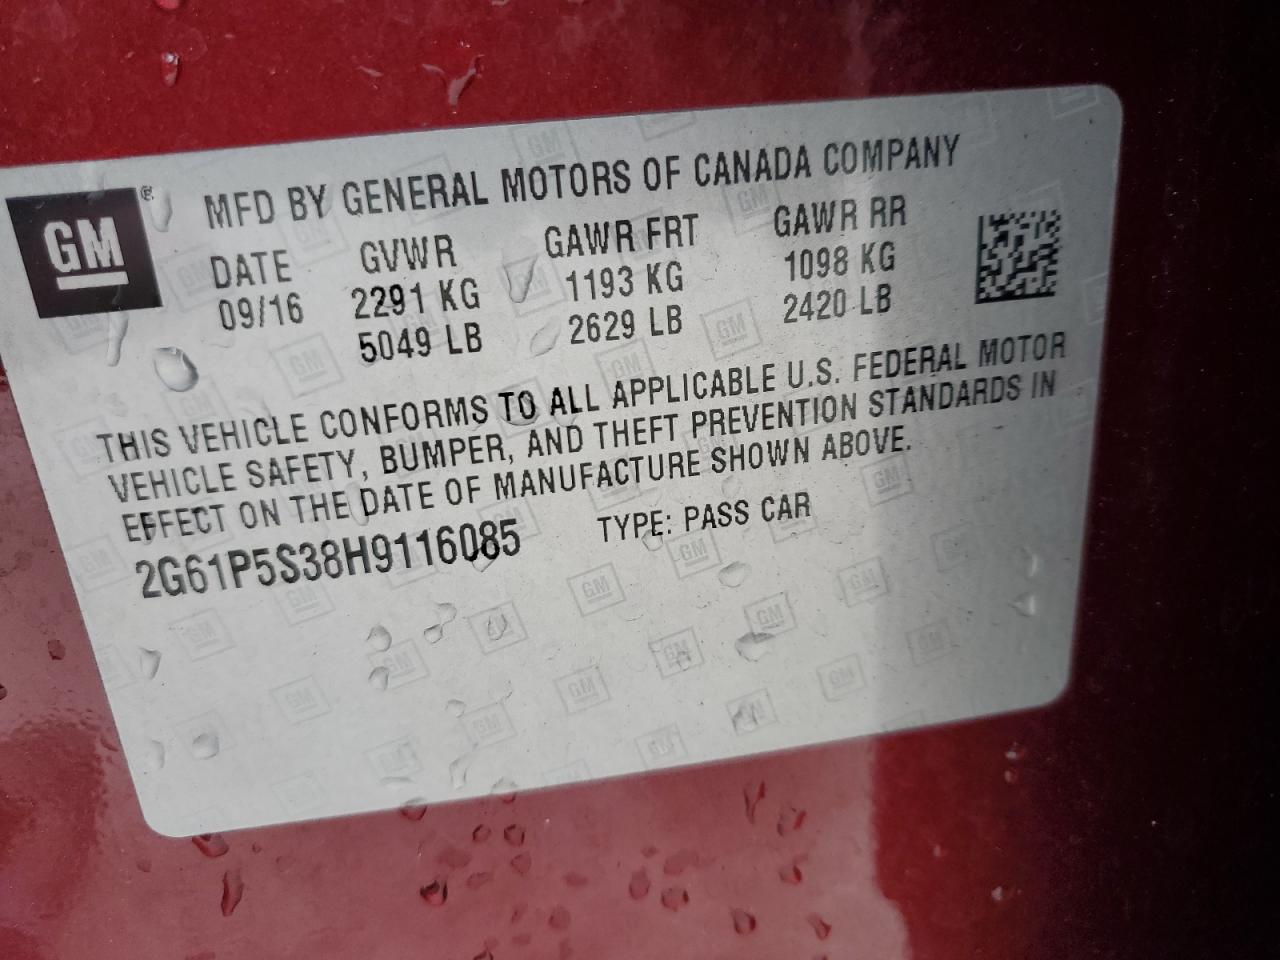 GM ® MFD BY GENERAL MOTORS OF CANADA COMPANY
DATE GVWR GAWR FRT GAWR RR
09/16 2291 KG 1193 KG 1098 KG
5049 LB 2629 LB 2420 LB
THIS VEHICLE CONFORMS TO ALL APPLICABLE U.S. FEDERAL MOTOR
VEHICLE SAFETY, BUMPER, AND THEFT PREVENTION STANDARDS IN
EFFECT ON THE DATE OF MANUFACTURE SHOWN ABOVE.
2G61P5S38H9116085 TYPE: PASS CAR